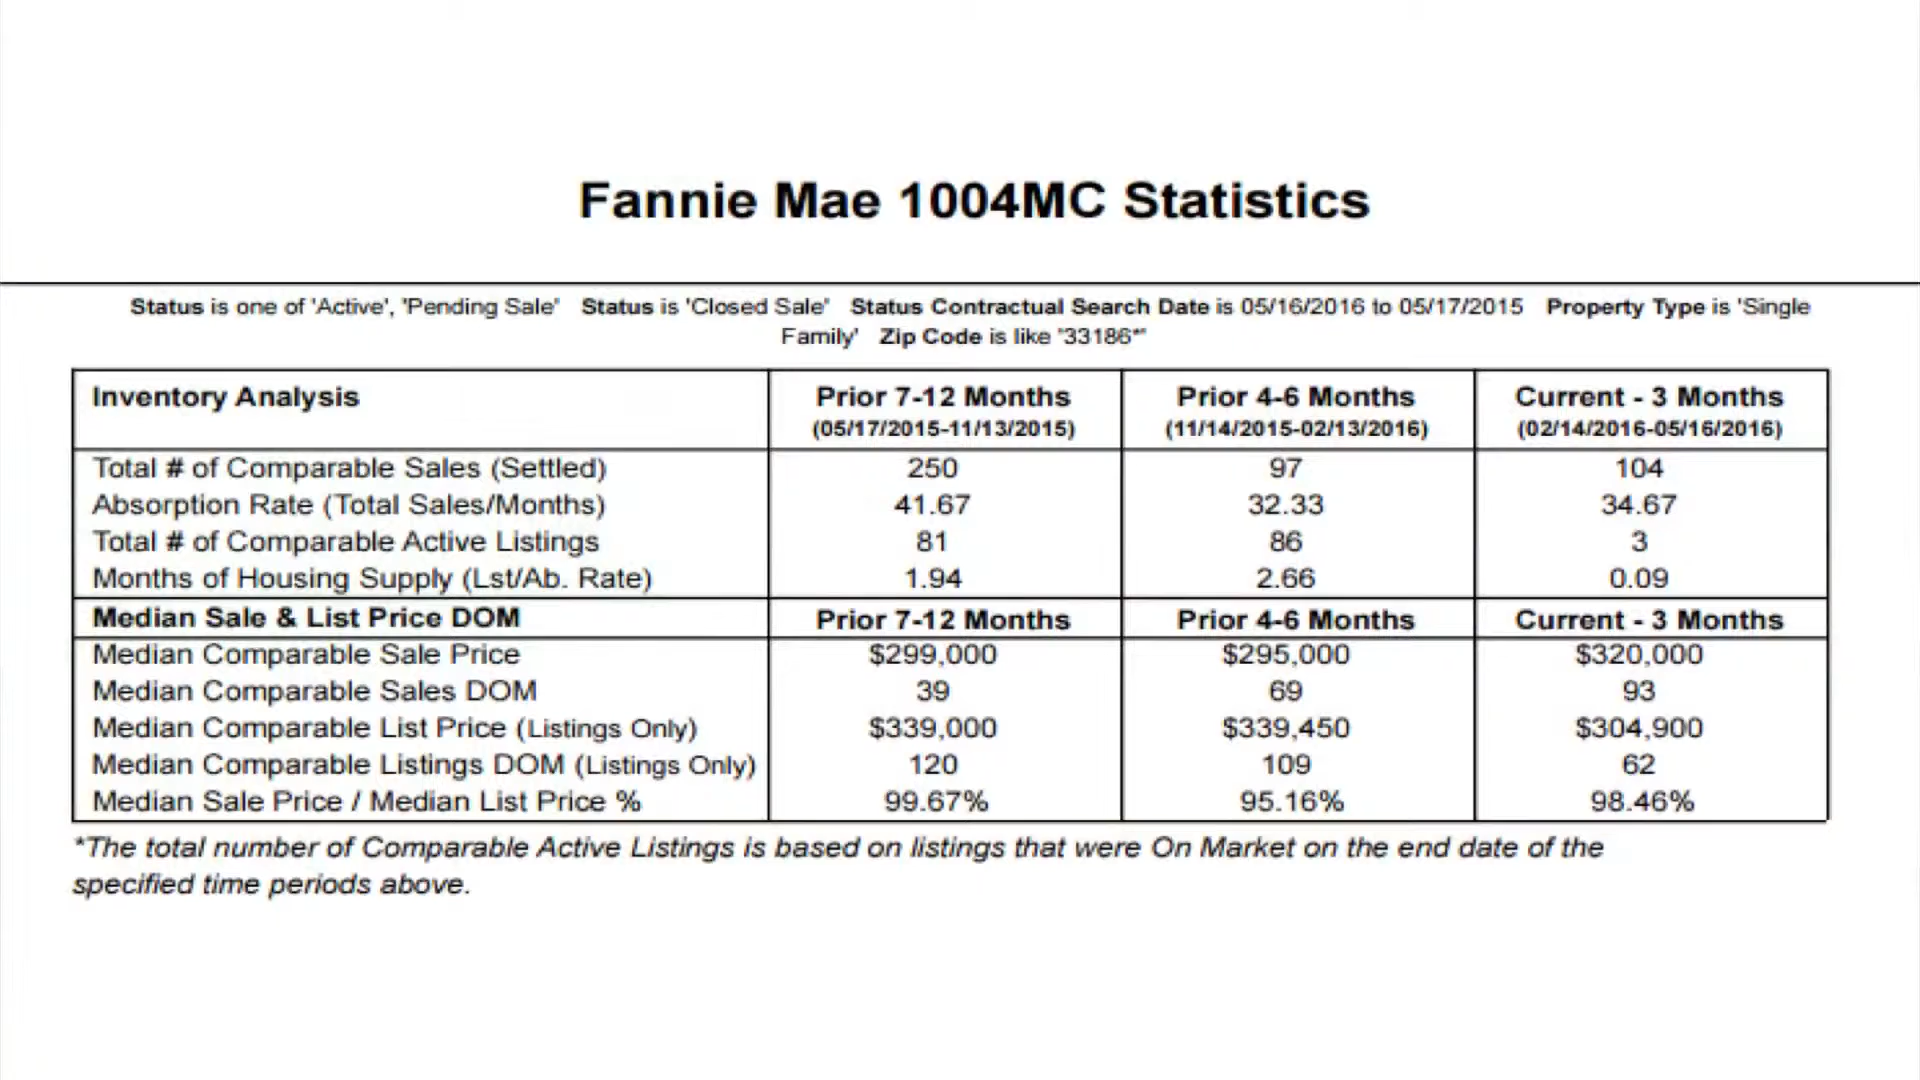 Fannie Mae 1004MC Statistics
Status is one of 'Active', 'Pending Sale' Status is 'Closed Sale' Status Contractual Search Date is 05/16/2016 to 05/17/2015 Property Type is 'Single
Family' Zip Code is like "33186*"
Inventory Analysis Prior 7-12 Months Prior 4-6 Months Current - 3 Months
(05/17/2015-11/13/2015) (11/14/2015-02/13/2016) (02/14/2016-05/16/2016)
Total # of Comparable Sales (Settled) 250 97 104
Absorption Rate (Total Sales/Months) 41.67 32.33 34.67
Total # of Comparable Active Listings 81 86 3
Months of Housing Supply (Lst/Ab. Rate) 1.94 2.66 0.09
Median Sale & List Price DOM Prior 7-12 Months Prior 4-6 Months Current - 3 Months
Median Comparable Sale Price $299,000 $295,000 $320,000
Median Comparable Sales DOM 39 69 93
Median Comparable List Price (Listings Only) $339,000 $339,450 $304,900
Median Comparable Listings DOM (Listings Only) 120 109 62
Median Sale Price / Median List Price % 99.67% 95.16% 98.46%
*The total number of Comparable Active Listings is based on listings that were On Market on the end date of the
specified time periods above.